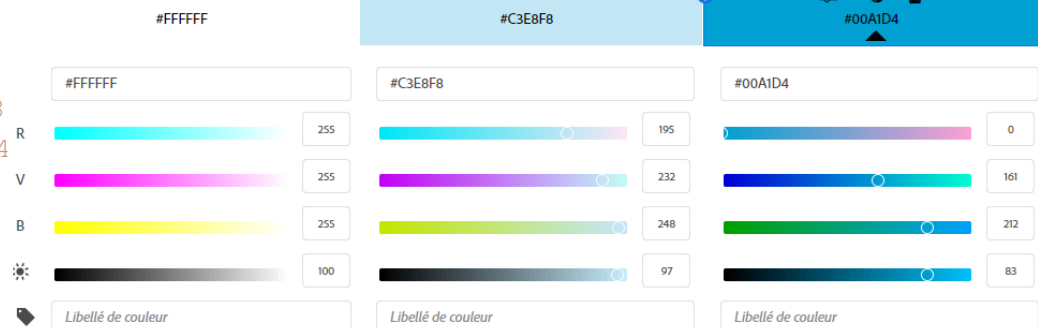 #FFFFFF #C3E8F8 #00A1D4
#FFFFFF #C3E8F8 #00A1D4
R 255 195 0
4
V 255 232 161
B 255 248 212
100 97 83
Libellé de couleur Libellé de couleur Libellé de couleur